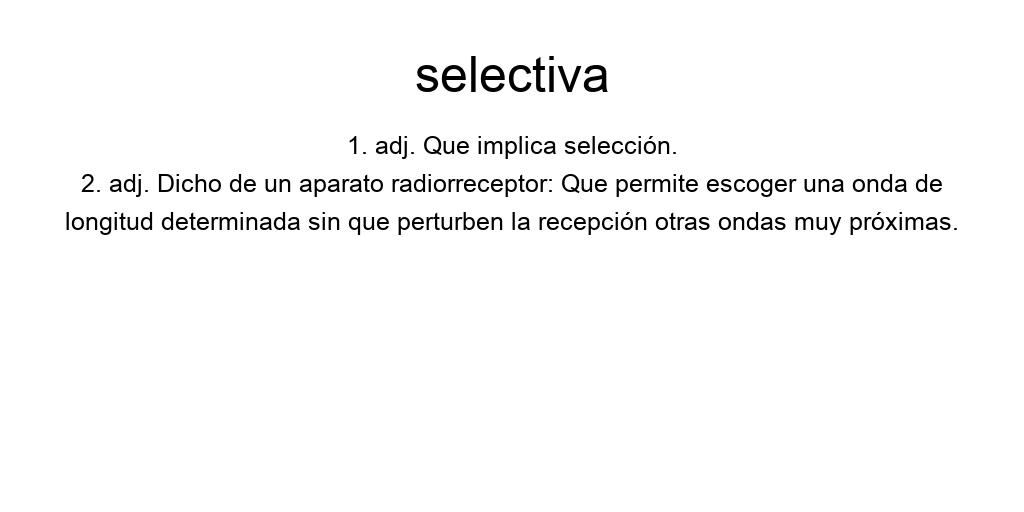 selectiva
1. adj. Que implica selección.
2. adj. Dicho de un aparato radiorreceptor: Que permite escoger una onda de
longitud determinada sin que perturben la recepción otras ondas muy próximas.